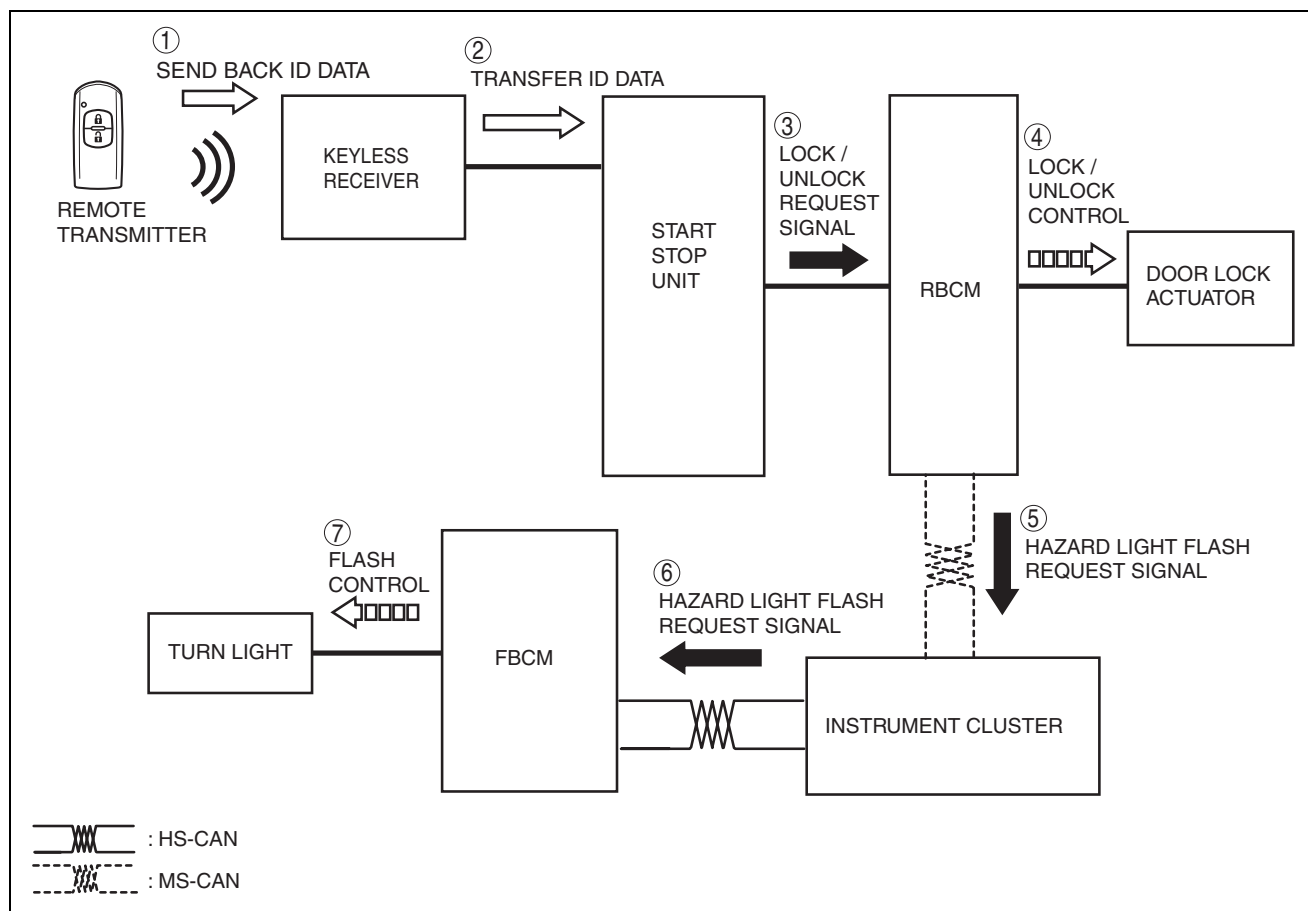 ①
SEND BACK ID DATA
②
TRANSFER ID DATA
REMOTE
TRANSMITTER
KEYLESS
RECEIVER
START
STOP
UNIT
③
LOCK /
UNLOCK
REQUEST
SIGNAL
RBCM
④
LOCK /
UNLOCK
CONTROL
DOOR LOCK
ACTUATOR
⑤
HAZARD LIGHT FLASH
REQUEST SIGNAL
⑥
HAZARD LIGHT FLASH
REQUEST SIGNAL
⑦
FLASH
CONTROL
TURN LIGHT
FBCM
INSTRUMENT CLUSTER
: HS-CAN
: MS-CAN